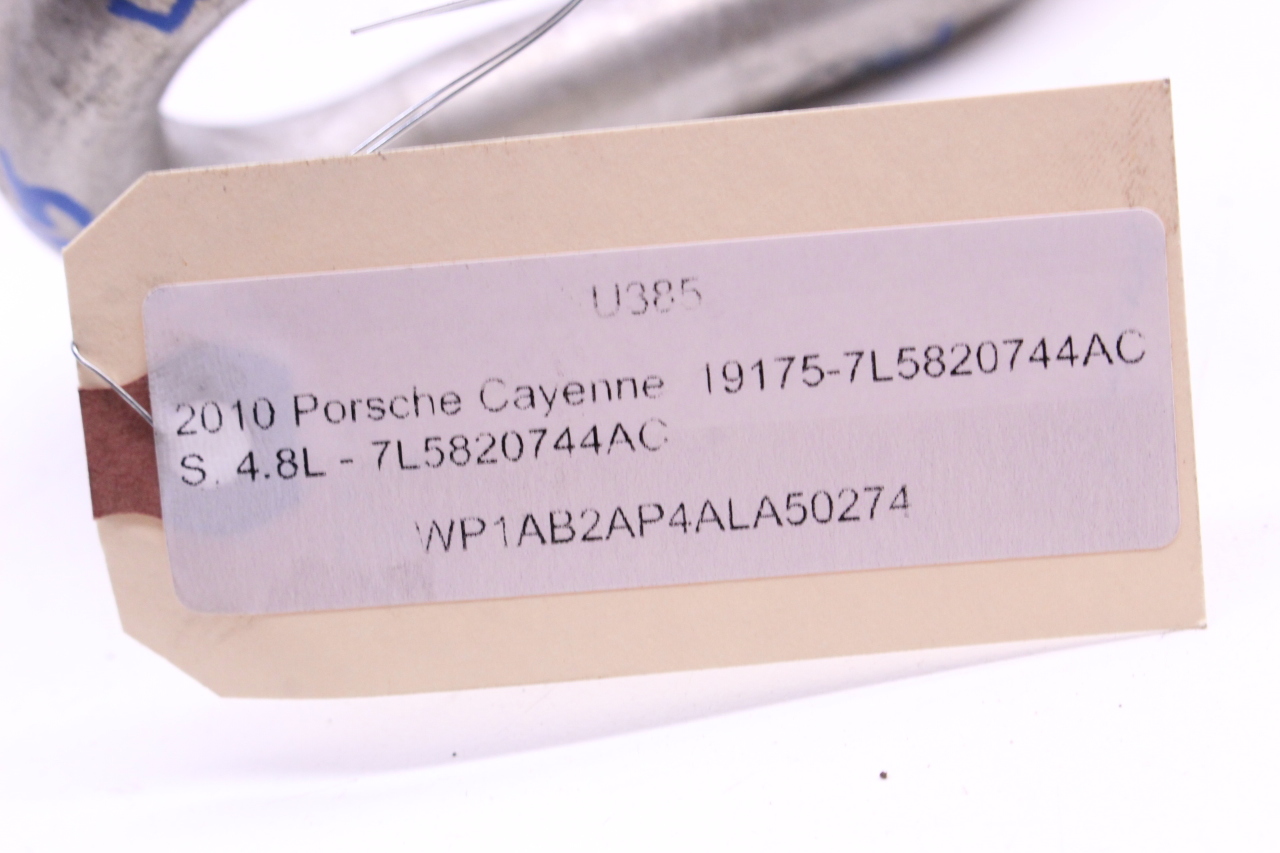 U385
2010 Porsche Cayenne 19175-7L5820744AC
S, 4.8L - 7L5820744AC
WP1AB2AP4ALA50274